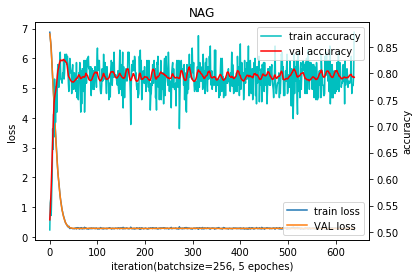 NAG
train accuracy
val accuracy
train loss
VAL loss
loss
7
6
5
4
3
2
1
0
accuracy
0.85
0.80
0.75
0.70
0.65
0.60
0.55
0.50
0 100 200 300 400 500 600
iteration(batchsize=256, 5 epoches)